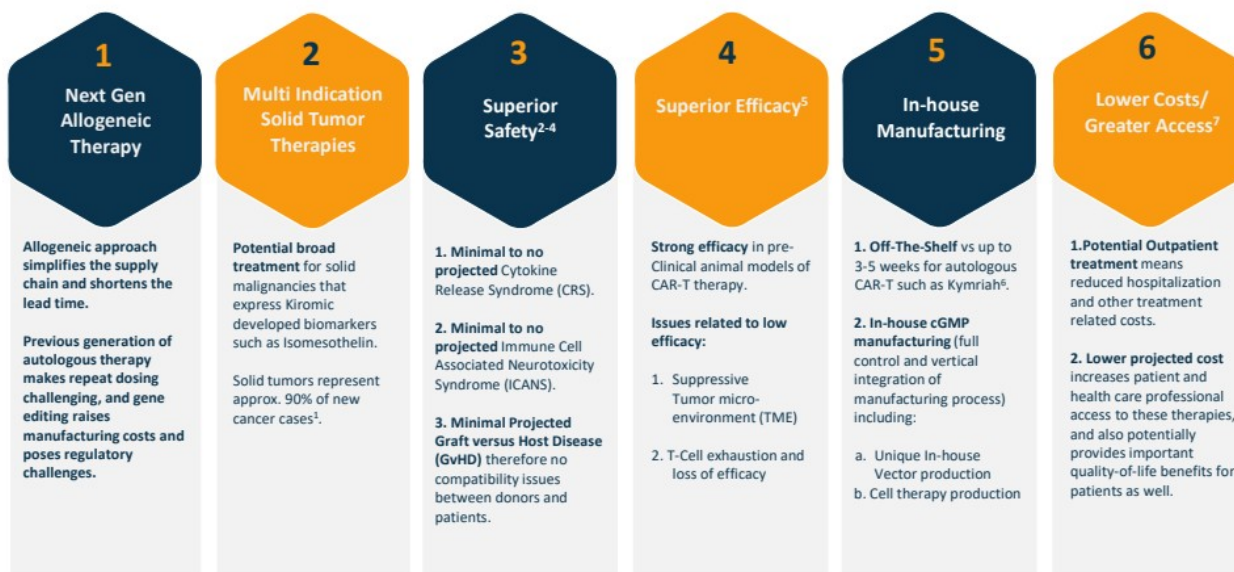 1
Next Gen
Allogeneic
Therapy
Allogeneic approach
simplifies the supply
chain and shortens the
lead time.
Previous generation of
autologous therapy
makes repeat dosing
challenging, and gene
editing raises
manufacturing costs and
poses regulatory
challenges.
2
Multi Indication
Solid Tumor
Therapies
Potential broad
treatment for solid
malignancies that
express Kiromic
developed biomarkers
such as Isomesothelin.
Solid tumors represent
approx. 90% of new
cancer cases¹.
3
Superior
Safety²⁻⁴
1. Minimal to no
projected Cytokine
Release Syndrome (CRS).
2. Minimal to no
projected Immune Cell
Associated Neurotoxicity
Syndrome (ICANS).
3. Minimal Projected
Graft versus Host Disease
(GvHD) therefore no
compatibility issues
between donors and
patients.
4
Superior Efficacy⁵
Strong efficacy in pre-
Clinical animal models of
CAR-T therapy.
Issues related to low
efficacy:
1. Suppressive
Tumor micro-
environment (TME)
2. T-Cell exhaustion and
loss of efficacy
5
In-house
Manufacturing
1. Off-The-Shelf vs up to
3-5 weeks for autologous
CAR-T such as Kymriah⁶.
2. In-house cGMP
manufacturing (full
control and vertical
integration of
manufacturing process)
including:
a. Unique In-house
Vector production
b. Cell therapy production
6
Lower Costs/
Greater Access⁷
1.Potential Outpatient
treatment means
reduced hospitalization
and other treatment
related costs.
2. Lower projected cost
increases patient and
health care professional
access to these therapies,
and also potentially
provides important
quality-of-life benefits for
patients as well.